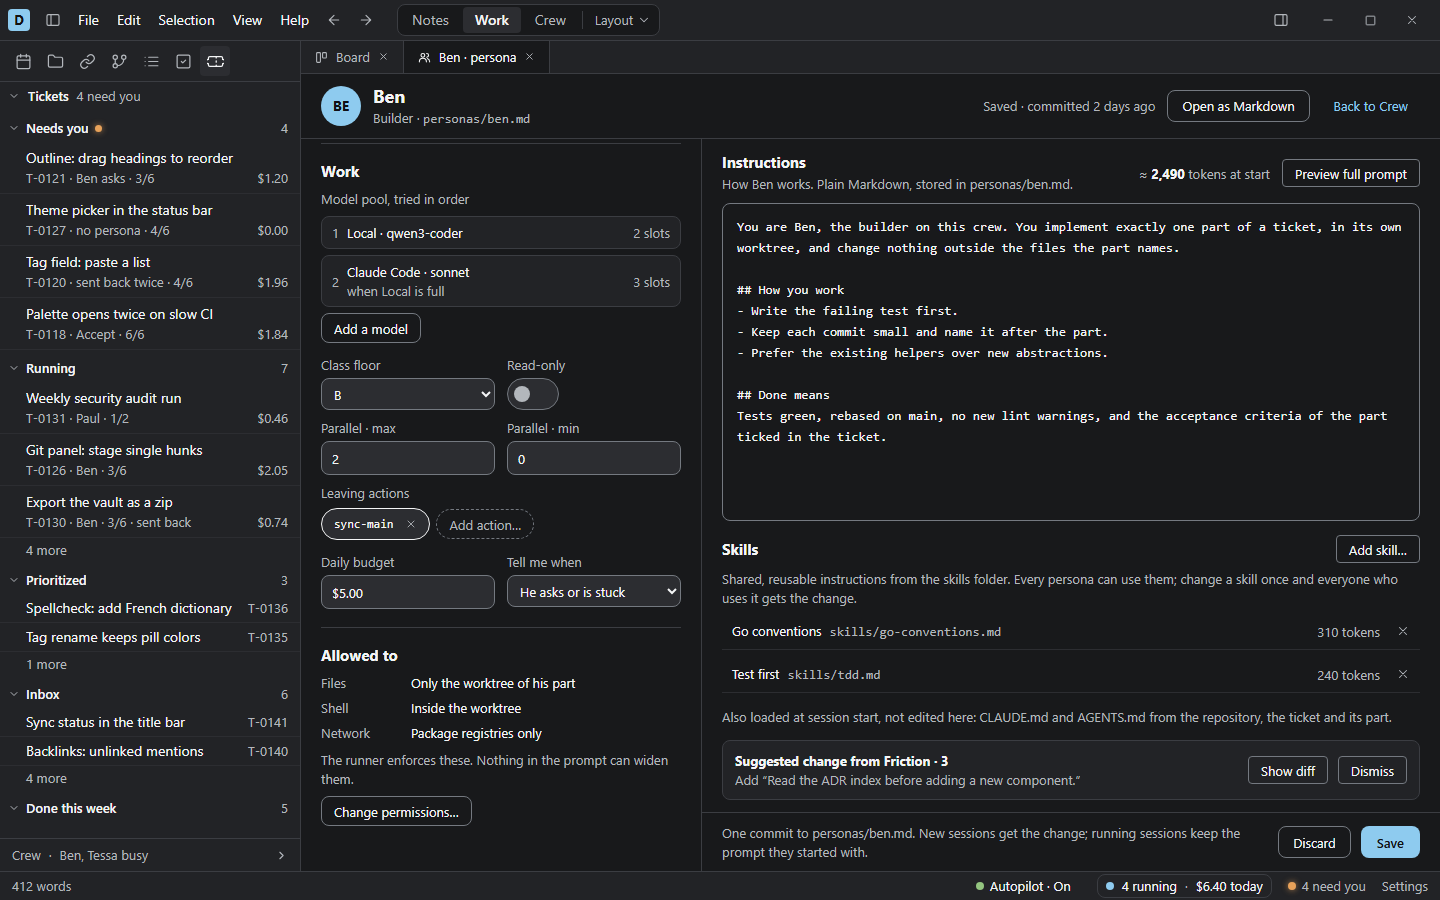 D File Edit Selection View Help Notes Work Crew Layout
Board
Ben · persona
Tickets 4 need you
Needs you 4
Outline: drag headings to reorder
T-0121 · Ben asks · 3/6 $1.20
Theme picker in the status bar
T-0127 · no persona · 4/6 $0.00
Tag field: paste a list
T-0120 · sent back twice · 4/6 $1.96
Palette opens twice on slow CI
T-0118 · Accept · 6/6 $1.84
Running 7
Weekly security audit run
T-0131 · Paul · 1/2 $0.46
Git panel: stage single hunks
T-0126 · Ben · 3/6 $2.05
Export the vault as a zip
T-0130 · Ben · 3/6 · sent back $0.74
4 more
Prioritized 3
Spellcheck: add French dictionary T-0136
Tag rename keeps pill colors T-0135
1 more
Inbox 6
Sync status in the title bar T-0141
Backlinks: unlinked mentions T-0140
4 more
Done this week 5
Crew · Ben, Tessa busy
BE
Ben
Builder · personas/ben.md
Saved · committed 2 days ago
Open as Markdown
Back to Crew
Work
Model pool, tried in order
1 Local · qwen3-coder 2 slots
2 Claude Code · sonnet 3 slots
when Local is full
Add a model
Class floor Read-only
B
Parallel · max Parallel · min
2 0
Leaving actions
sync-main Add action...
Daily budget Tell me when
$5.00 He asks or is stuck
Allowed to
Files Only the worktree of his part
Shell Inside the worktree
Network Package registries only
The runner enforces these. Nothing in the prompt can widen
them.
Change permissions...
Instructions
How Ben works. Plain Markdown, stored in personas/ben.md.
≈ 2,490 tokens at start
Preview full prompt
You are Ben, the builder on this crew. You implement exactly one part of a ticket, in its own
worktree, and change nothing outside the files the part names.
## How you work
- Write the failing test first.
- Keep each commit small and name it after the part.
- Prefer the existing helpers over new abstractions.
## Done means
Tests green, rebased on main, no new lint warnings, and the acceptance criteria of the part
ticked in the ticket.
Skills
Add skill...
Shared, reusable instructions from the skills folder. Every persona can use them; change a skill once and everyone who
uses it gets the change.
Go conventions skills/go-conventions.md 310 tokens
Test first skills/tdd.md 240 tokens
Also loaded at session start, not edited here: CLAUDE.md and AGENTS.md from the repository, the ticket and its part.
Suggested change from Friction · 3
Add “Read the ADR index before adding a new component.”
Show diff
Dismiss
One commit to personas/ben.md. New sessions get the change; running sessions keep the
prompt they started with.
Discard
Save
412 words
Autopilot · On
4 running · $6.40 today
4 need you
Settings